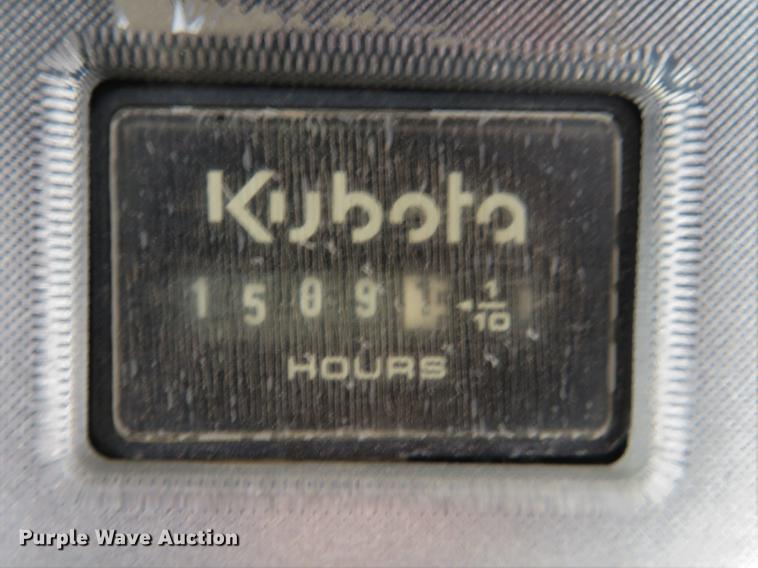 Kubota
1 5 0 9
1/10
HOURS
Purple Wave Auction